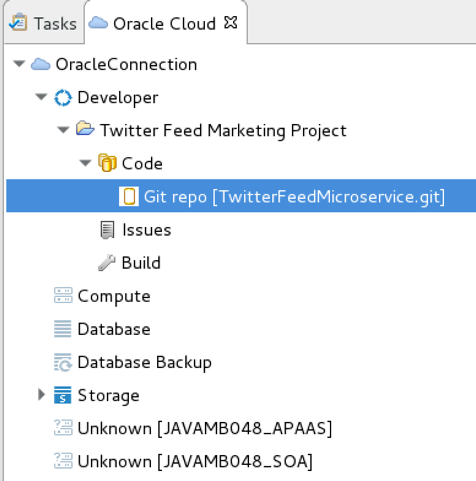 Tasks Oracle Cloud
OracleConnection
Developer
Twitter Feed Marketing Project
Code
Git repo [TwitterFeedMicroservice.git]
Issues
Build
Compute
Database
Database Backup
Storage
Unknown [JAVAMB048_APAAS]
Unknown [JAVAMB048_SOA]